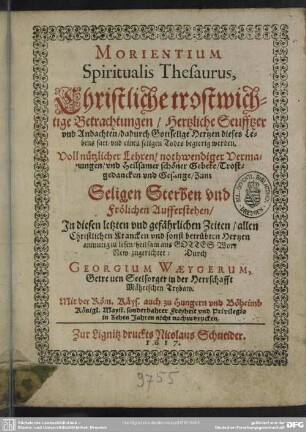 MORIENTIUM
Spiritualis Thesaurus,
Christliche trostwich-
tige Betrachtungen / Hertzliche Seufftzer
vnd Andachten / dadurch Gottselige Hertzen dieses Le-
bens satt / vnd eines seligen Todes begierig werden,
Voll nützlicher Lehren / nothwendiger Verma-
nungen / vnd Heilsamer schöner Gebete / Trost-
gedancken vnd Gesänge / Zum
Seligen Sterben vnd
Frölichen Aufferstehen /
In diesen letzten vnd gefährlichen Zeiten / allen
Christlichen Krancken vnd sonst betrübten Hertzen
anmutig zu lesen / heilsam aus GOTTES Wort
New zugerichtet: Durch
GEORGIUM WÆYGERUM,
Getrewen Seelsorger in der Herrschafft
Mährischen Trybaw.
Mit der Röm. Käys. auch zu Hungern vnd Böheimb
Königl. Mayst. sonderbahrer Freyheit vnd Privilegio
in Zehen Jahren nicht nachzudrucken.
Zur Lignitz druckts Nicolaus Schneider.
9755